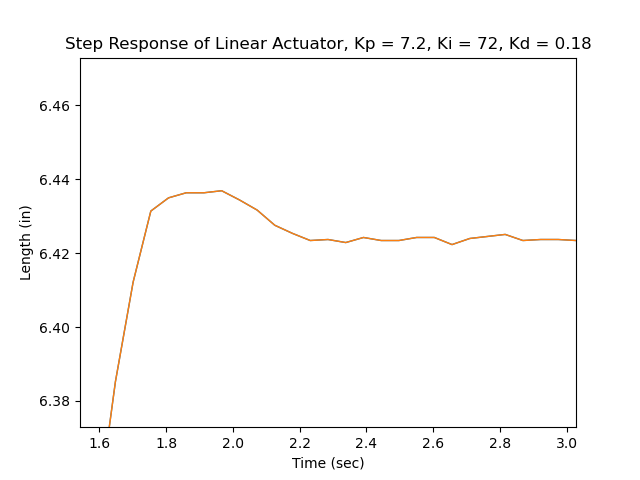 Step Response of Linear Actuator, Kp = 7.2, Ki = 72, Kd = 0.18
6.46
6.44
6.42
6.40
6.38
Length (in)
1.6 1.8 2.0 2.2 2.4 2.6 2.8 3.0
Time (sec)